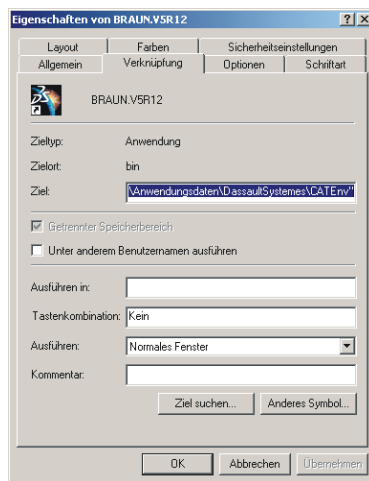 Eigenschaften von BRAUN.V5R12
Layout Farben Sicherheitseinstellungen
Allgemein Verknüpfung Optionen Schriftart
BRAUN.V5R12
Zieltyp: Anwendung
Zielort: bin
Ziel: \Anwendungsdaten\DassaultSystemes\CATEnv"
Getrennter Speicherbereich
Unter anderem Benutzernamen ausführen
Ausführen in:
Tastenkombination: Kein
Ausführen: Normales Fenster
Kommentar:
Ziel suchen... Anderes Symbol...
OK Abbrechen Übernehmen